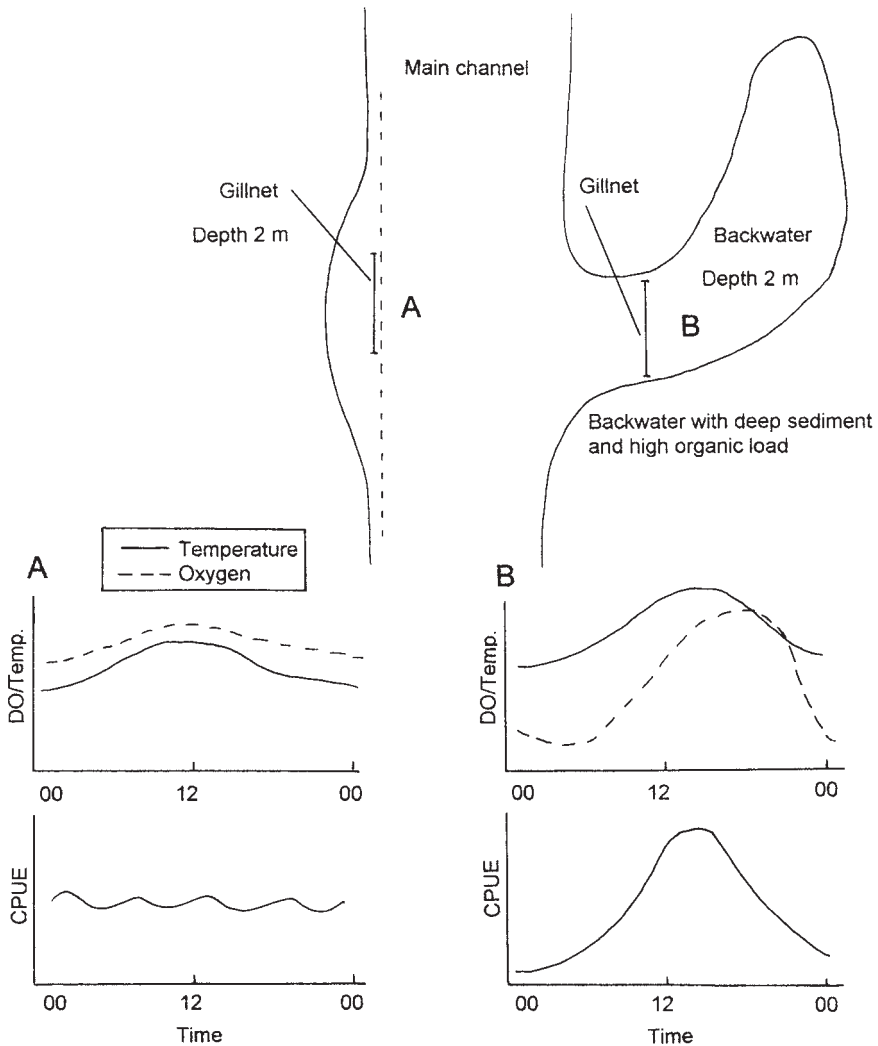 Main channel
Gillnet
Depth 2 m
A
Gillnet
Backwater
Depth 2 m
B
Backwater with deep sediment
and high organic load
A
Temperature
Oxygen
DO/Temp.
00 12 00
CPUE
00 12 00
Time
B
DO/Temp.
00 12 00
CPUE
00 12 00
Time